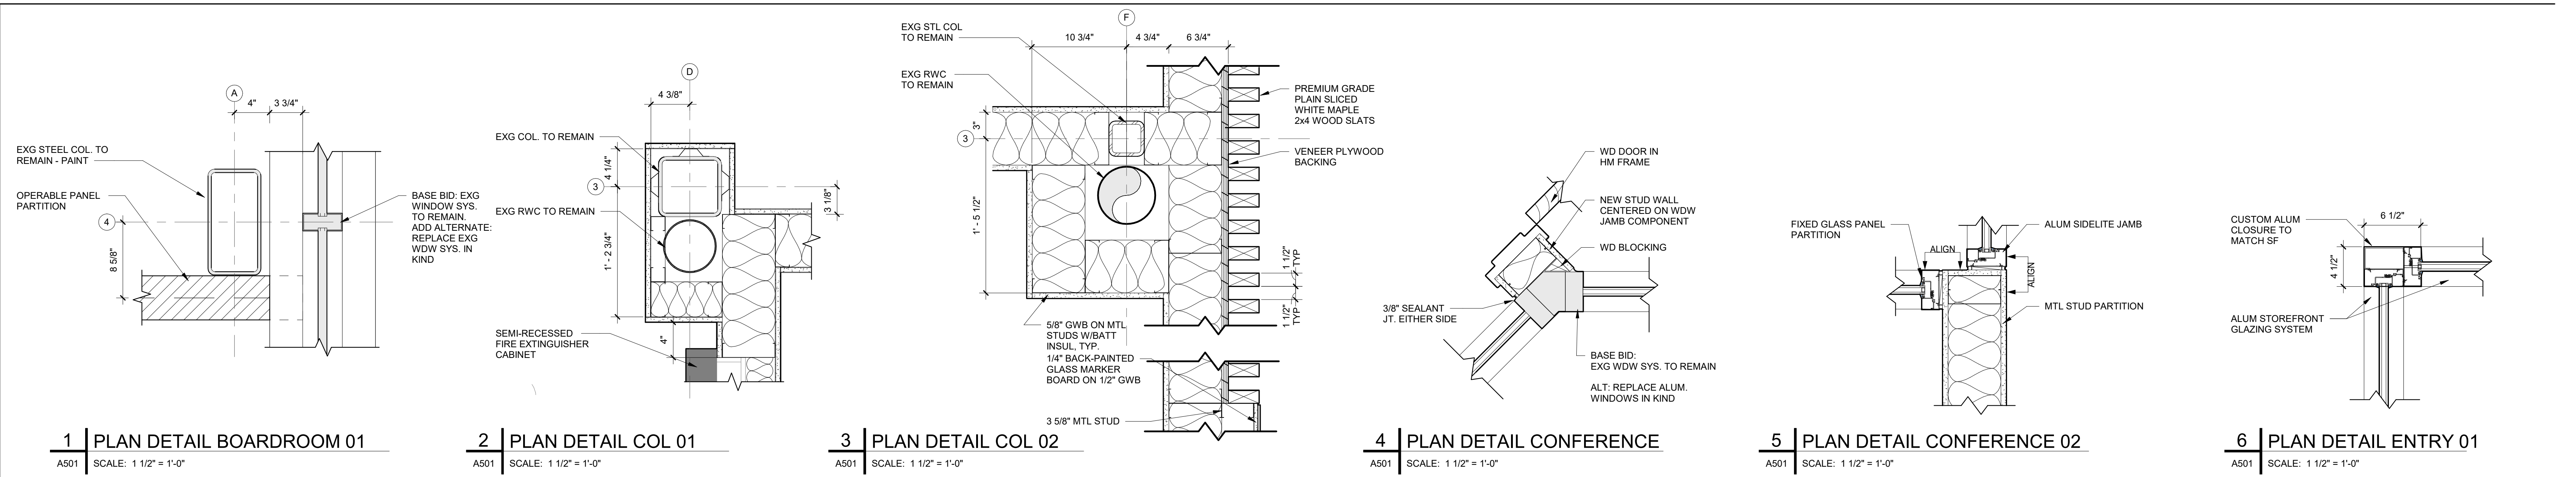 A
4"
3 3/4"
EXG STEEL COL. TO
REMAIN - PAINT
OPERABLE PANEL
PARTITION
4
8 5/8"
BASE BID: EXG
WINDOW SYS.
TO REMAIN.
ADD ALTERNATE:
REPLACE EXG
WDW SYS. IN
KIND
1
PLAN DETAIL BOARDROOM 01
A501
SCALE: 1 1/2" = 1'-0"
D
4 3/8"
EXG COL. TO REMAIN
4 1/4"
3
3 1/8"
EXG RWC TO REMAIN
1' - 2 3/4"
SEMI-RECESSED
FIRE EXTINGUISHER
CABINET
4"
2
PLAN DETAIL COL 01
A501
SCALE: 1 1/2" = 1'-0"
F
EXG STL COL
TO REMAIN
10 3/4"
4 3/4"
6 3/4"
EXG RWC
TO REMAIN
PREMIUM GRADE
PLAIN SLICED
WHITE MAPLE
2x4 WOOD SLATS
3"
3
VENEER PLYWOOD
BACKING
1' - 5 1/2"
1 1/2"
TYP
1 1/2"
TYP
5/8" GWB ON MTL
STUDS W/BATT
INSUL, TYP.
1/4" BACK-PAINTED
GLASS MARKER
BOARD ON 1/2" GWB
3 5/8" MTL STUD
3
PLAN DETAIL COL 02
A501
SCALE: 1 1/2" = 1'-0"
WD DOOR IN
HM FRAME
NEW STUD WALL
CENTERED ON WDW
JAMB COMPONENT
WD BLOCKING
3/8" SEALANT
JT. EITHER SIDE
BASE BID:
EXG WDW SYS. TO REMAIN
ALT: REPLACE ALUM.
WINDOWS IN KIND
4
PLAN DETAIL CONFERENCE
A501
SCALE: 1 1/2" = 1'-0"
FIXED GLASS PANEL
PARTITION
ALIGN
ALUM SIDELITE JAMB
ALIGN
MTL STUD PARTITION
5
PLAN DETAIL CONFERENCE 02
A501
SCALE: 1 1/2" = 1'-0"
CUSTOM ALUM
CLOSURE TO
MATCH SF
6 1/2"
4 1/2"
ALUM STOREFRONT
GLAZING SYSTEM
6
PLAN DETAIL ENTRY 01
A501
SCALE: 1 1/2" = 1'-0"